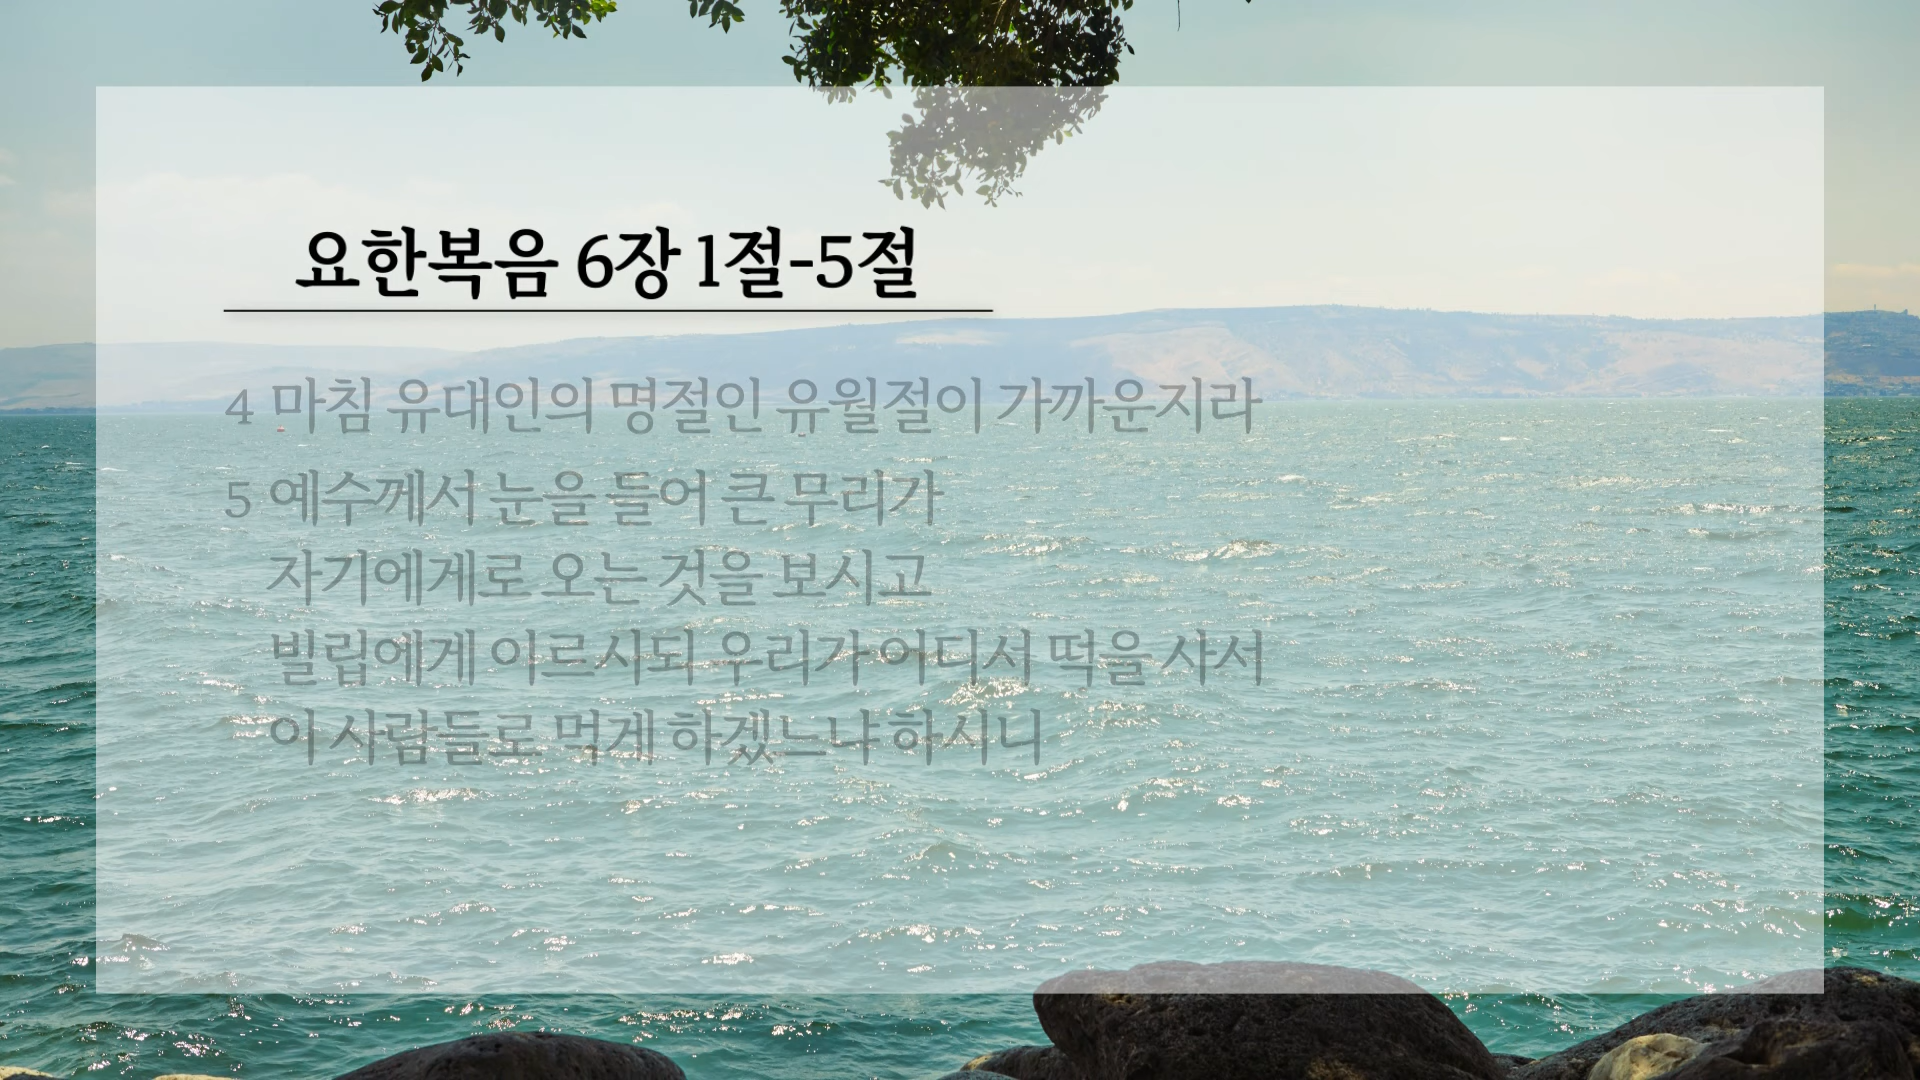 요한복음 6장 1절-5절
4 마침 유대인의 명절인 유월절이 가까운지라
5 예수께서 눈을 들어 큰 무리가
자기에게로 오는 것을 보시고
빌립에게 이르시되 우리가 어디서 떡을 사서
이 사람들로 먹게 하겠느냐 하시니